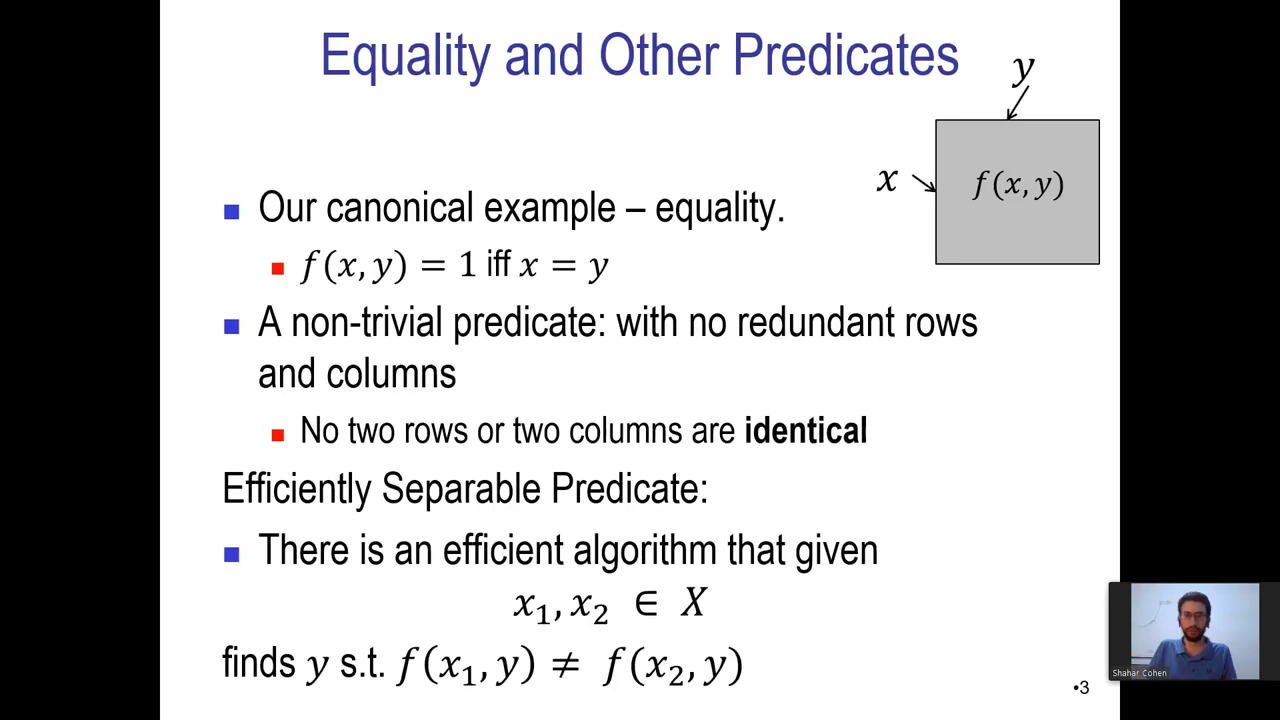 Equality and Other Predicates
y
x
f(x, y)
■ Our canonical example – equality.
■ f(x, y) = 1 iff x = y
■ A non-trivial predicate: with no redundant rows
and columns
■ No two rows or two columns are identical
Efficiently Separable Predicate:
■ There is an efficient algorithm that given
x₁, x₂ ∈ X
finds y s.t. f(x₁, y) ≠ f(x₂, y)
Shahar Cohen
•3